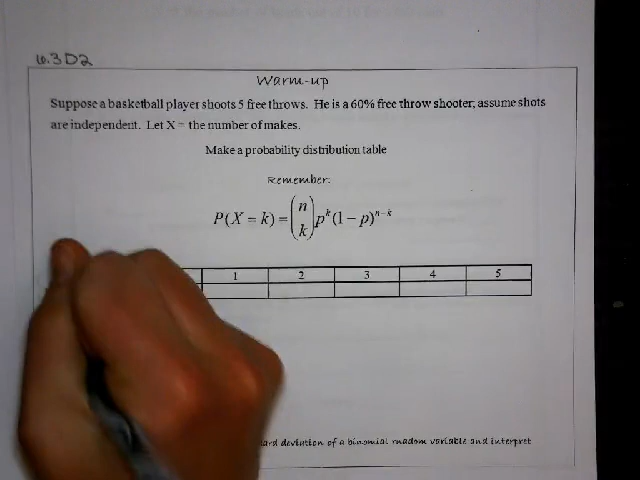 6.3D2
Warm-up
Suppose a basketball player shoots 5 free throws. He is a 60% free throw shooter, assume shots
are independent. Let X = the number of makes.
Make a probability distribution table
Remember:
P(X = k) = (n k) p^k (1 − p)^{n−k}
1 2 3 4 5
deviation of a binomial random variable and interpret